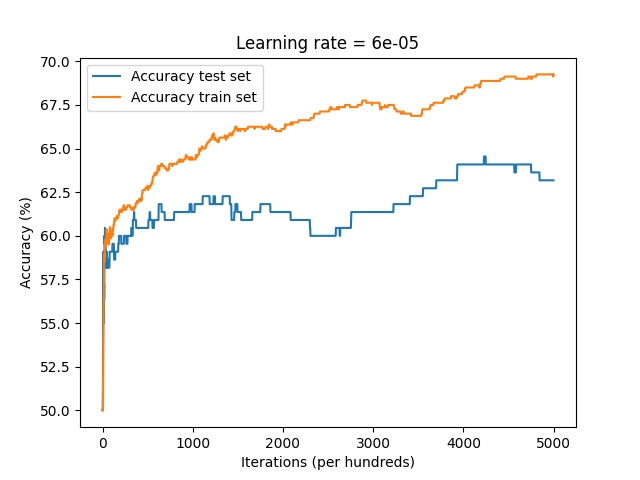 Learning rate = 6e-05
Accuracy test set
Accuracy train set
70.0
67.5
65.0
62.5
60.0
57.5
55.0
52.5
50.0
Accuracy (%)
0 1000 2000 3000 4000 5000
Iterations (per hundreds)